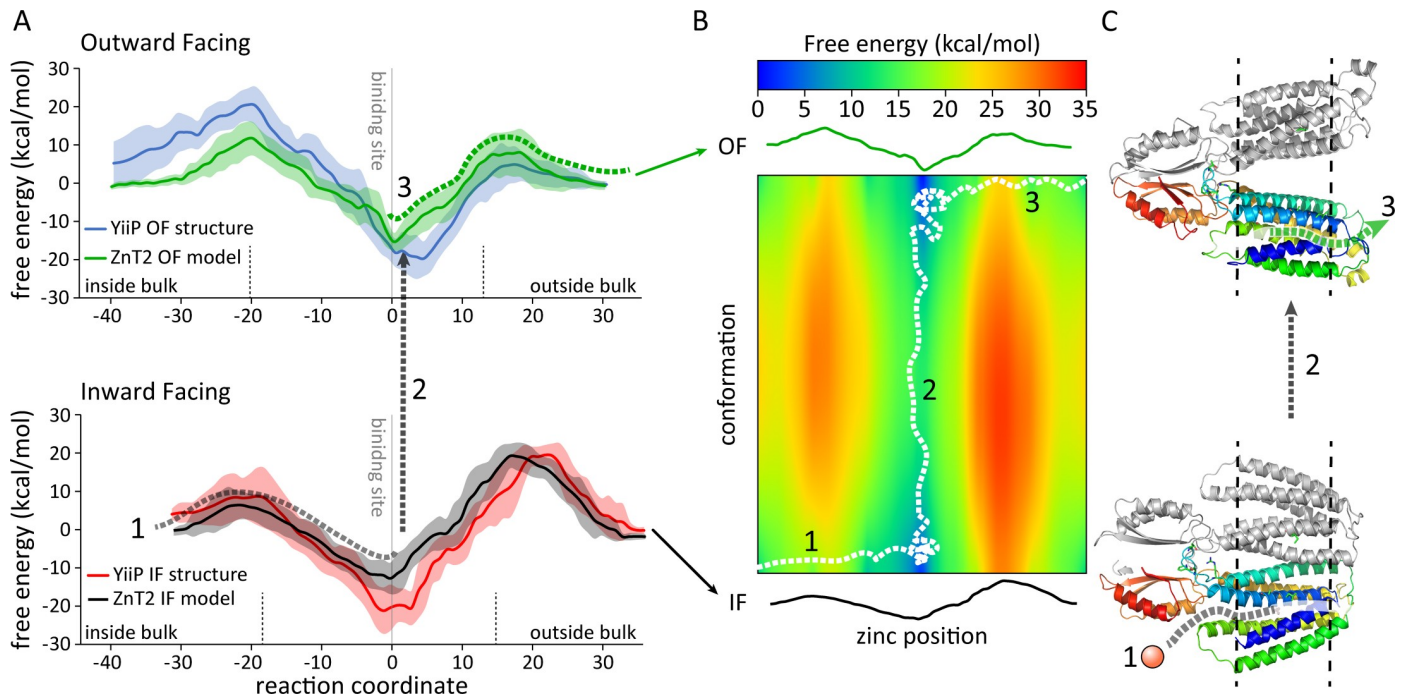 A
Outward Facing
free energy (kcal/mol)
30
20
10
0
-10
-20
-30
binidng site
3
YiiP OF structure
ZnT2 OF model
inside bulk
outside bulk
-40
-30
-20
-10
0
10
20
30
2
Inward Facing
free energy (kcal/mol)
30
20
10
0
-10
-20
-30
binidng site
1
YiiP IF structure
ZnT2 IF model
inside bulk
outside bulk
-40
-30
-20
-10
0
10
20
30
reaction coordinate
B
Free energy (kcal/mol)
0
5
10
15
20
25
30
35
OF
3
conformation
2
1
IF
zinc position
C
3
2
1